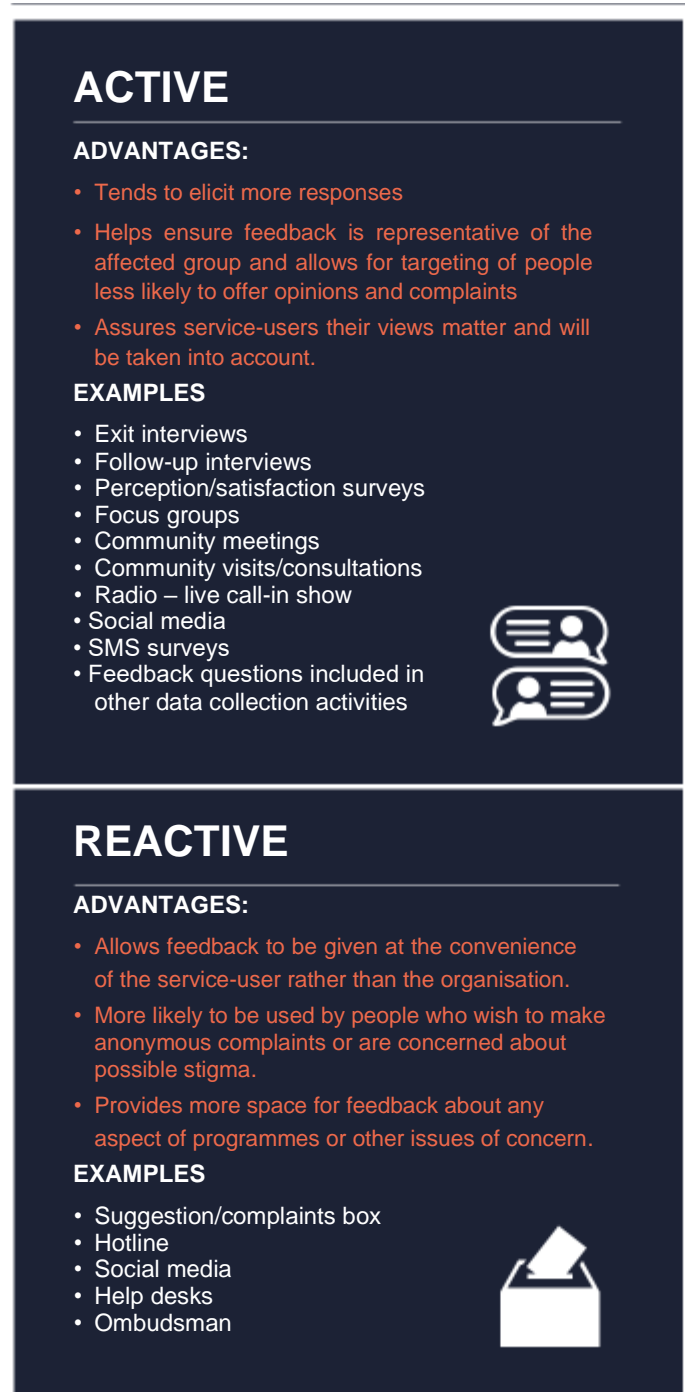 ACTIVE
ADVANTAGES:
• Tends to elicit more responses
• Helps ensure feedback is representative of the
affected group and allows for targeting of people
less likely to offer opinions and complaints
• Assures service-users their views matter and will
be taken into account.
EXAMPLES
• Exit interviews
• Follow-up interviews
• Perception/satisfaction surveys
• Focus groups
• Community meetings
• Community visits/consultations
• Radio – live call-in show
• Social media
• SMS surveys
• Feedback questions included in
other data collection activities
REACTIVE
ADVANTAGES:
• Allows feedback to be given at the convenience
of the service-user rather than the organisation.
• More likely to be used by people who wish to make
anonymous complaints or are concerned about
possible stigma.
• Provides more space for feedback about any
aspect of programmes or other issues of concern.
EXAMPLES
• Suggestion/complaints box
• Hotline
• Social media
• Help desks
• Ombudsman